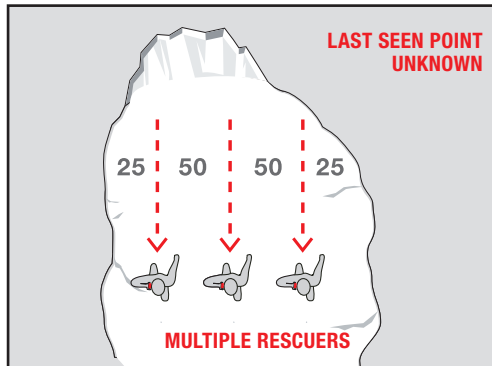 LAST SEEN POINT
UNKNOWN
25 50 50 25
MULTIPLE RESCUERS